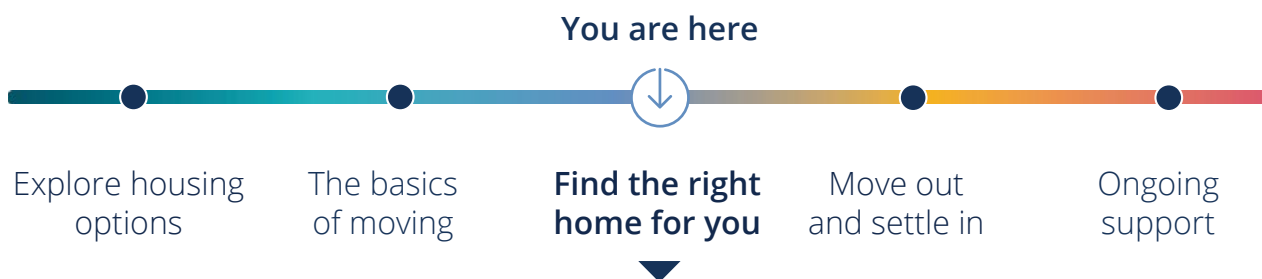 You are here
Explore housing
options
The basics
of moving
Find the right
home for you
Move out
and settle in
Ongoing
support